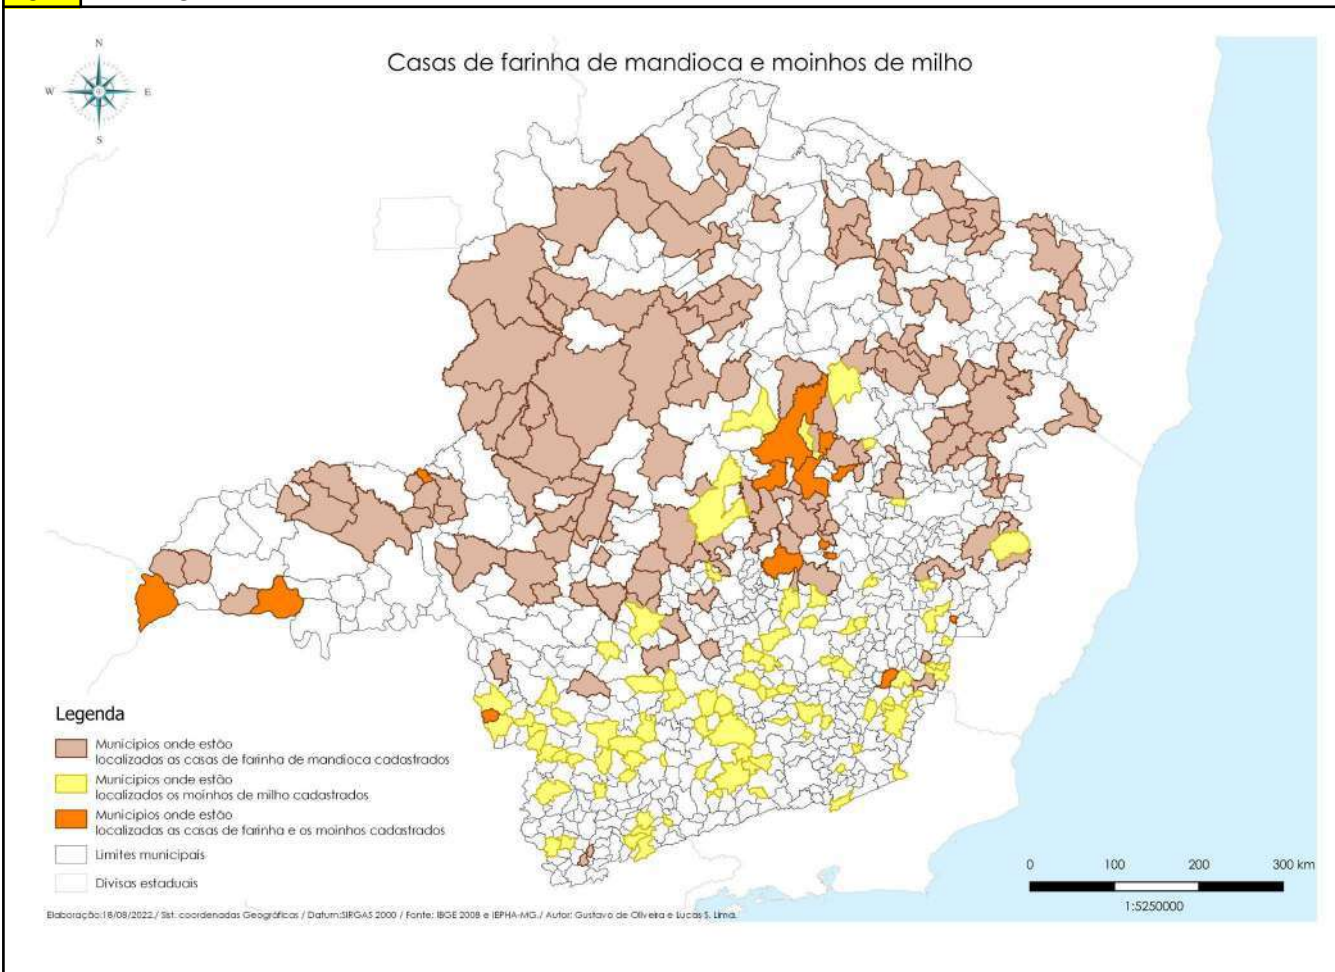 Casas de farinha de mandioca e moinhos de milho
N
W
E
S
Legenda
Municípios onde estão
localizadas as casas de farinha de mandioca cadastrados
Municípios onde estão
localizados os moinhos de milho cadastrados
Municípios onde estão
localizadas as casas de farinha e os moinhos cadastrados
Limites municipais
Divisas estaduais
0 100 200 300 km
1:5250000
Elaboração:18/08/2022./ Sist. coordenadas Geográficas / Datum:SIRGAS 2000 / Fonte: IBGE 2008 e IEPHA-MG./ Autor: Gustavo de Oliveira e Lucas S. Lima.